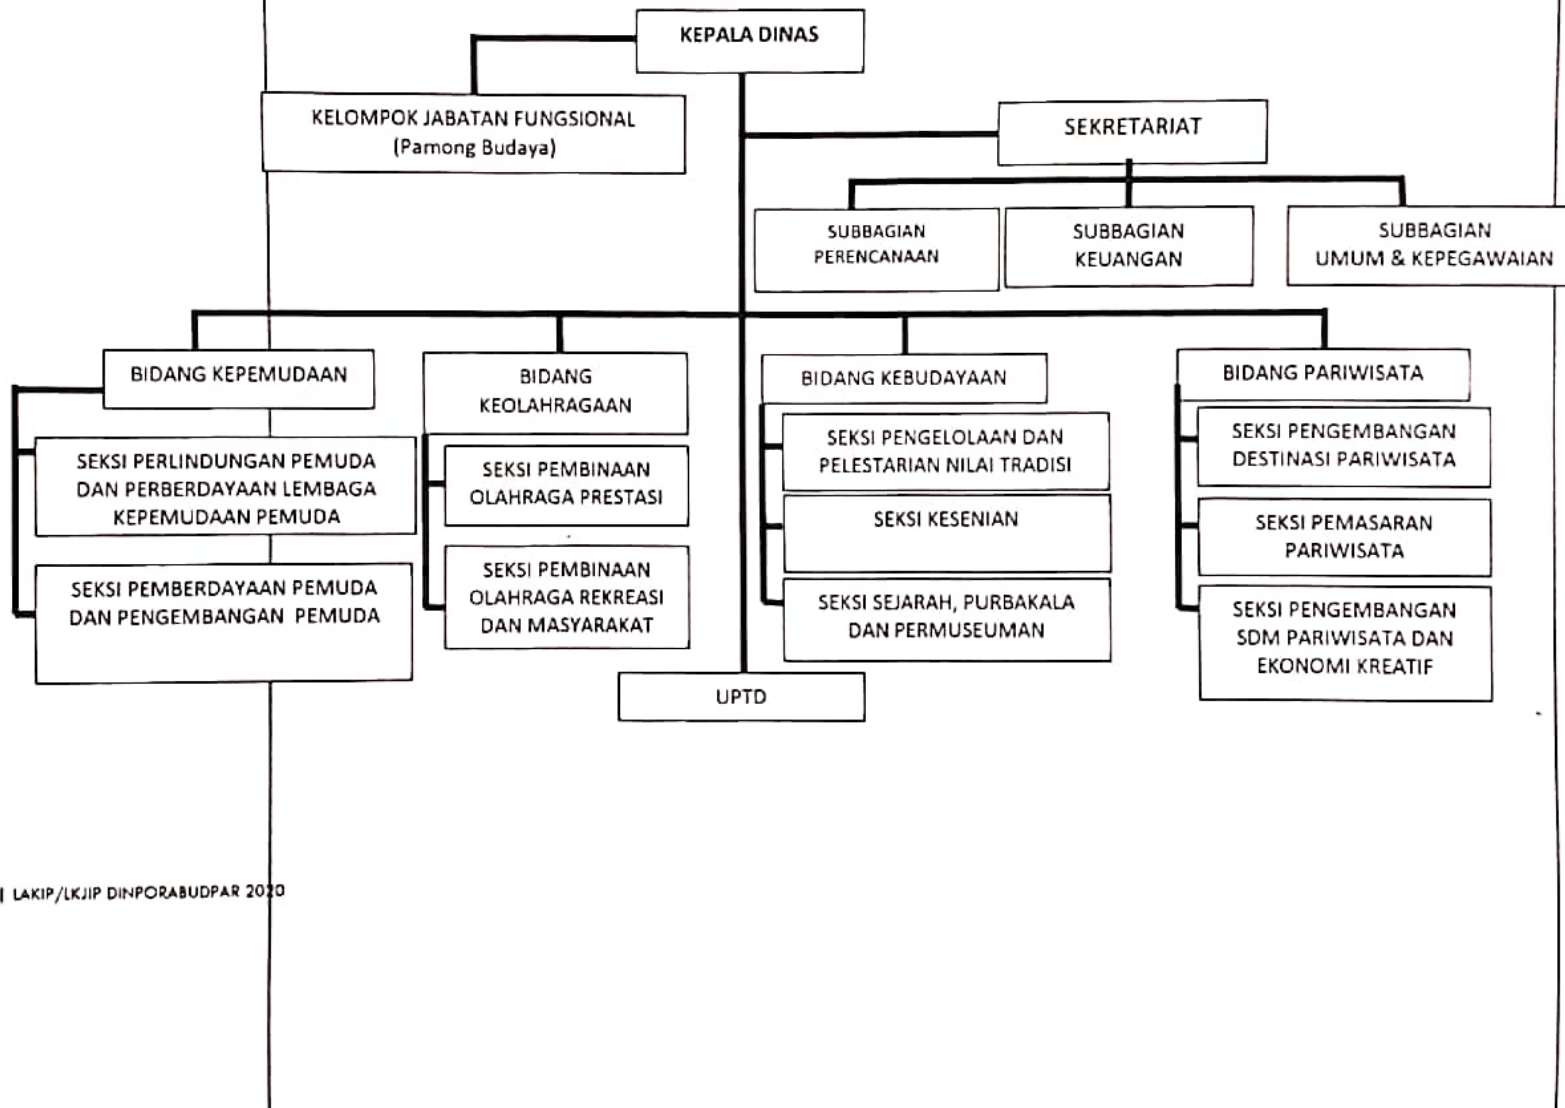 KEPALA DINAS
KELOMPOK JABATAN FUNGSIONAL
(Pamong Budaya)
SEKRETARIAT
SUBBAGIAN
PERENCANAAN
SUBBAGIAN
KEUANGAN
SUBBAGIAN
UMUM & KEPEGAWAIAN
BIDANG KEPEMUDAAN
SEKSI PERLINDUNGAN PEMUDA
DAN PERBERDAYAAN LEMBAGA
KEPEMUDAAN PEMUDA
SEKSI PEMBERDAYAAN PEMUDA
DAN PENGEMBANGAN PEMUDA
BIDANG
KEOLAHRAGAAN
SEKSI PEMBINAAN
OLAHRAGA PRESTASI
SEKSI PEMBINAAN
OLAHRAGA REKREASI
DAN MASYARAKAT
BIDANG KEBUDAYAAN
SEKSI PENGELOLAAN DAN
PELESTARIAN NILAI TRADISI
SEKSI KESENIAN
SEKSI SEJARAH, PURBAKALA
DAN PERMUSEUMAN
BIDANG PARIWISATA
SEKSI PENGEMBANGAN
DESTINASI PARIWISATA
SEKSI PEMASARAN
PARIWISATA
SEKSI PENGEMBANGAN
SDM PARIWISATA DAN
EKONOMI KREATIF
UPTD
| LAKIP/LKJIP DINPORABUDPAR 2020